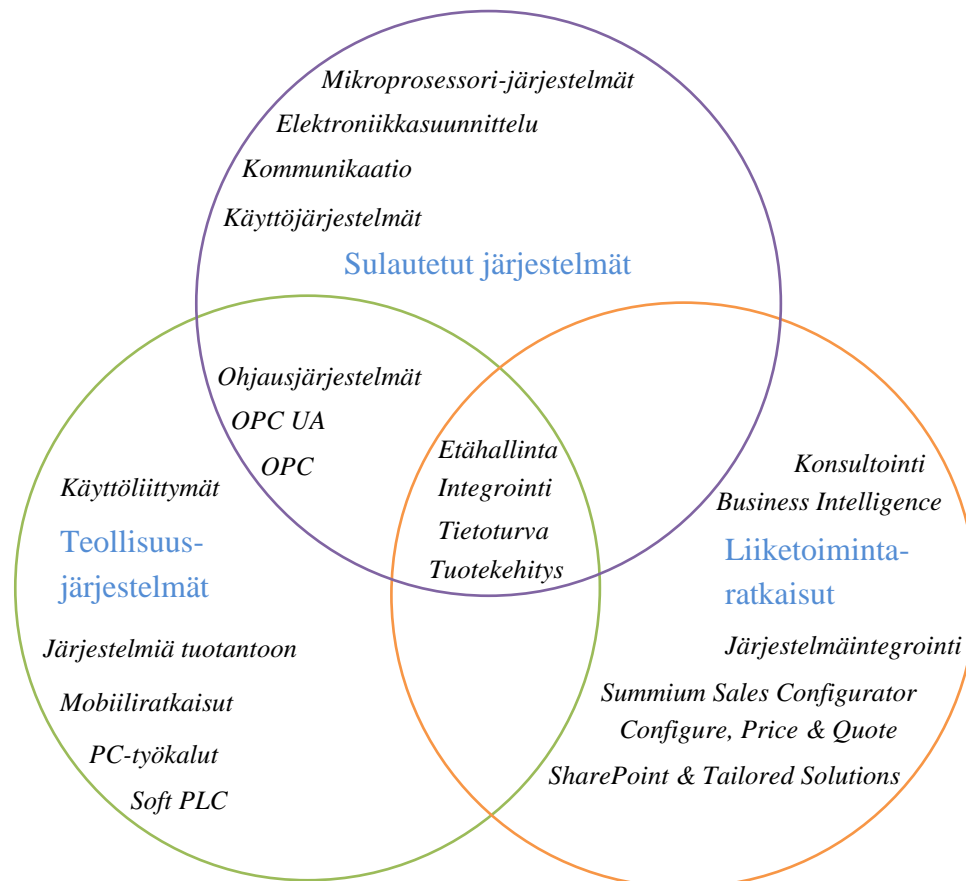 Mikroprosessori-järjestelmät
Elektroniikkasuunnittelu
Kommunikaatio
Käyttöjärjestelmät
Sulautetut järjestelmät
Ohjausjärjestelmät
OPC UA
OPC
Etähallinta
Integrointi
Tietoturva
Tuotekehitys
Käyttöliittymät
Teollisuus-
järjestelmät
Järjestelmiä tuotantoon
Mobiiliratkaisut
PC-työkalut
Soft PLC
Konsultointi
Business Intelligence
Liiketoiminta-
ratkaisut
Järjestelmäintegrointi
Summium Sales Configurator
Configure, Price & Quote
SharePoint & Tailored Solutions